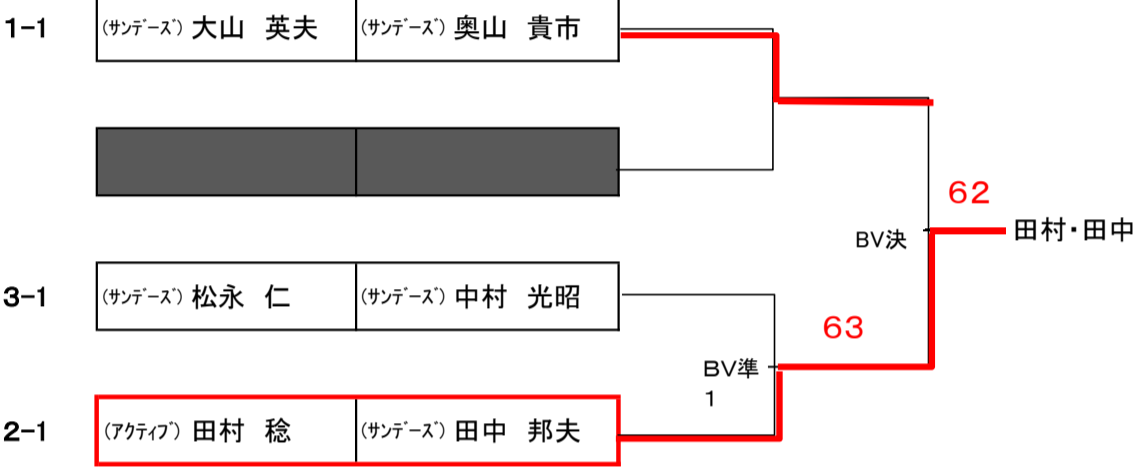 1-1 (サンデーズ) 大山 英夫 (サンデーズ) 奥山 貴市
62
BV決 田村・田中
3-1 (サンデーズ) 松永 仁 (サンデーズ) 中村 光昭
63
BV準
1
2-1 (アクティブ) 田村 稔 (サンデーズ) 田中 邦夫